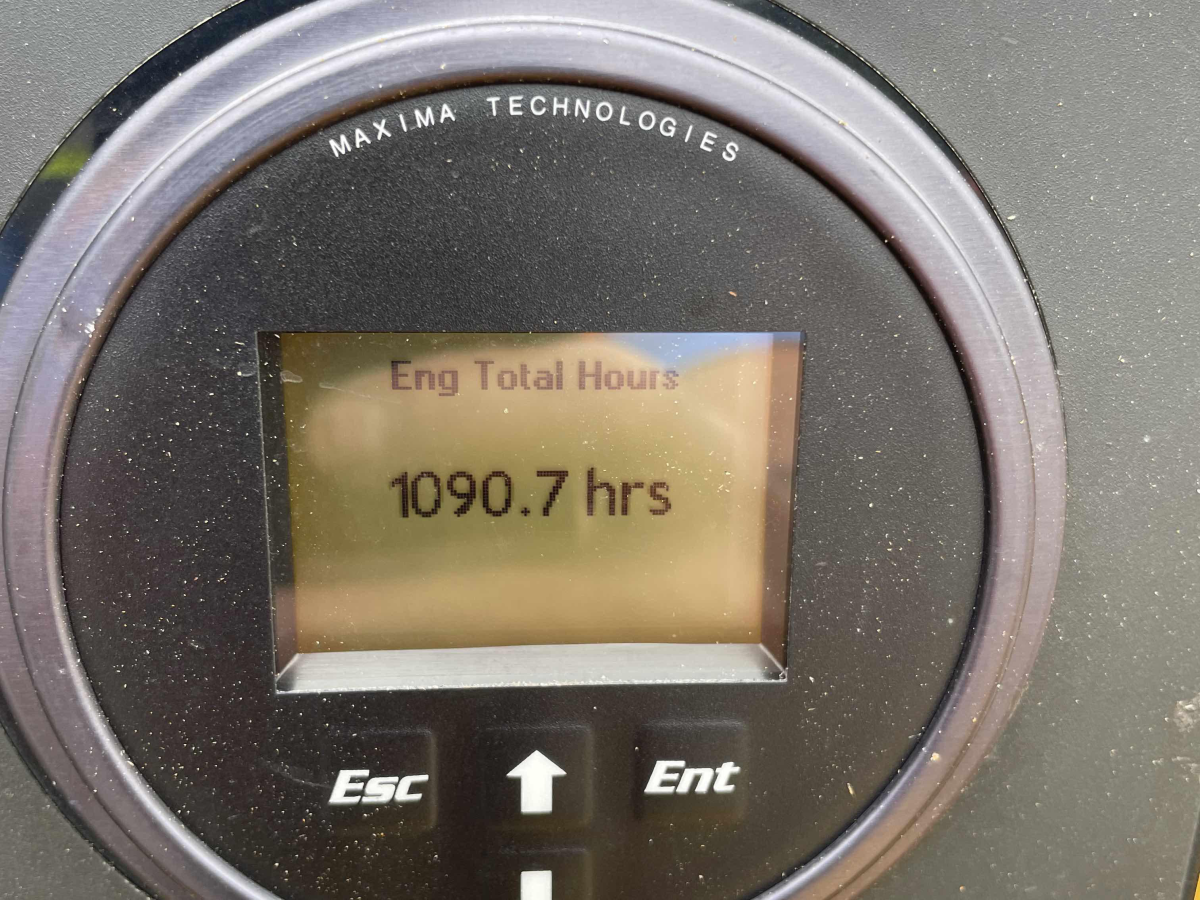 MAXIMA TECHNOLOGIES
Eng Total Hours
1090.7 hrs
Esc
Ent